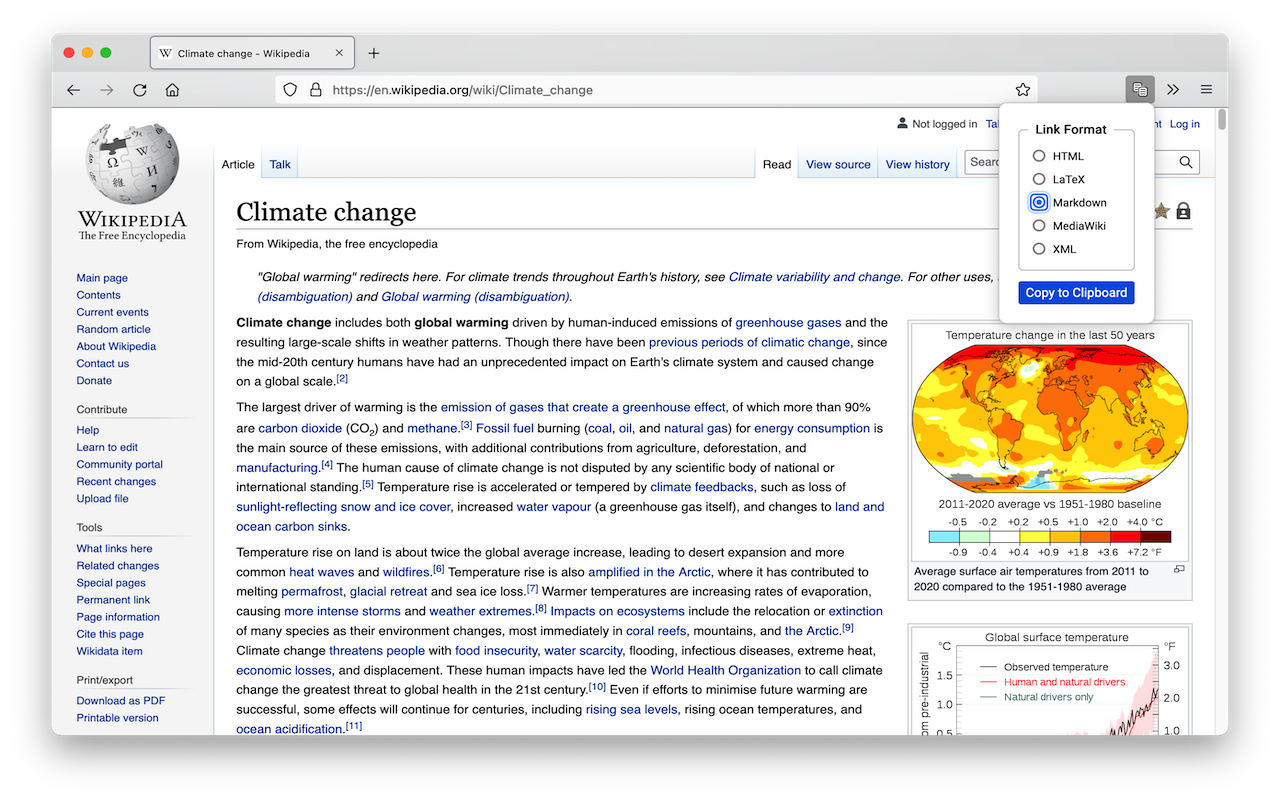 Climate change - Wikipedia
https://en.wikipedia.org/wiki/Climate_change
Not logged in
Log in
Link Format
HTML
LaTeX
Markdown
MediaWiki
XML
Copy to Clipboard
WIKIPEDIA
The Free Encyclopedia
Main page
Contents
Current events
Random article
About Wikipedia
Contact us
Donate
Contribute
Help
Learn to edit
Community portal
Recent changes
Upload file
Tools
What links here
Related changes
Special pages
Permanent link
Page information
Cite this page
Wikidata item
Print/export
Download as PDF
Printable version
Article Talk
Read View source View history
Climate change
From Wikipedia, the free encyclopedia
"Global warming" redirects here. For climate trends throughout Earth's history, see Climate variability and change. For other uses,
(disambiguation) and Global warming (disambiguation).
Climate change includes both global warming driven by human-induced emissions of greenhouse gases and the
resulting large-scale shifts in weather patterns. Though there have been previous periods of climatic change, since
the mid-20th century humans have had an unprecedented impact on Earth's climate system and caused change
on a global scale.[2]
The largest driver of warming is the emission of gases that create a greenhouse effect, of which more than 90%
are carbon dioxide (CO2) and methane.[3] Fossil fuel burning (coal, oil, and natural gas) for energy consumption is
the main source of these emissions, with additional contributions from agriculture, deforestation, and
manufacturing.[4] The human cause of climate change is not disputed by any scientific body of national or
international standing.[5] Temperature rise is accelerated or tempered by climate feedbacks, such as loss of
sunlight-reflecting snow and ice cover, increased water vapour (a greenhouse gas itself), and changes to land and
ocean carbon sinks.
Temperature rise on land is about twice the global average increase, leading to desert expansion and more
common heat waves and wildfires.[6] Temperature rise is also amplified in the Arctic, where it has contributed to
melting permafrost, glacial retreat and sea ice loss.[7] Warmer temperatures are increasing rates of evaporation,
causing more intense storms and weather extremes.[8] Impacts on ecosystems include the relocation or extinction
of many species as their environment changes, most immediately in coral reefs, mountains, and the Arctic.[9]
Climate change threatens people with food insecurity, water scarcity, flooding, infectious diseases, extreme heat,
economic losses, and displacement. These human impacts have led the World Health Organization to call climate
change the greatest threat to global health in the 21st century.[10] Even if efforts to minimise future warming are
successful, some effects will continue for centuries, including rising sea levels, rising ocean temperatures, and
ocean acidification.[11]
Temperature change in the last 50 years
2011-2020 average vs 1951-1980 baseline
-0.5 -0.2 +0.2 +0.5 +1.0 +2.0 +4.0 °C
-0.9 -0.4 +0.4 +0.9 +1.8 +3.6 +7.2 °F
Average surface air temperatures from 2011 to
2020 compared to the 1951-1980 average
Global surface temperature
°C
°F
Observed temperature
Human and natural drivers
Natural drivers only
1.5
1.0
0.5
3.0
2.0
1.0
pre-industrial